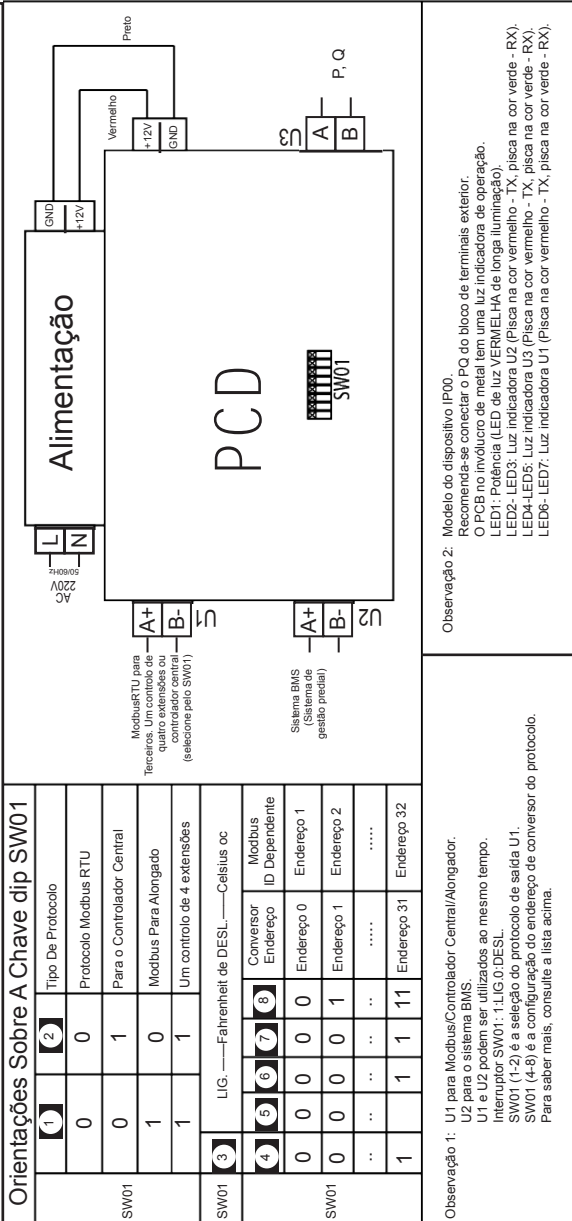 Orientações Sobre A Chave dip SW01
SW01
1 2 Tipo De Protocolo
0 0 Protocolo Modbus RTU
0 1 Para o Controlador Central
1 0 Modbus Para Alongado
1 1 Um controlo de 4 extensões
SW01
3 LIG. ——Fahrenheit de DESL.——Celsius oc
SW01
4 5 6 7 8 Conversor Endereço Modbus ID Dependente
0 0 0 0 0 Endereço 0 Endereço 1
0 0 0 0 1 Endereço 1 Endereço 2
.. .. .. .. .. ..... .....
1 1 1 11 Endereço 31 Endereço 32
AC
220V
50/60Hz
L
N
Alimentação
GND
+12V
Vermelho
Preto
+12V
GND
ModbusRTU para
Terceiros. Um controlo de
quatro extensões ou
controlador central
(selecione pelo SW01)
A+
B-
U1
Sistema BMS
(Sistema de
gestão predial)
A+
B-
U2
PCD
SW01
U3
A
B
P, Q
Observação 1: U1 para Modbus/Controlador Central/Alongador.
U2 para o sistema BMS.
U1 e U2 podem ser utilizados ao mesmo tempo.
Interruptor SW01: 1:LIG.0:DESL.
SW01 (1-2) é a seleção do protocolo de saída U1.
SW01 (4-8) é a configuração do endereço de conversor do protocolo.
Para saber mais, consulte a lista acima.
Observação 2: Modelo do dispositivo IP00.
Recomenda-se conectar o PQ do bloco de terminais exterior.
O PCB no invólucro de metal tem uma luz indicadora de operação.
LED1: Potência (LED de luz VERMELHA de longa iluminação).
LED2- LED3: Luz indicadora U2 (Pisca na cor vermelho - TX, pisca na cor verde - RX).
LED4-LED5: Luz indicadora U3 (Pisca na cor vermelho - TX, pisca na cor verde - RX).
LED6- LED7: Luz indicadora U1 (Pisca na cor vermelho - TX, pisca na cor verde - RX).